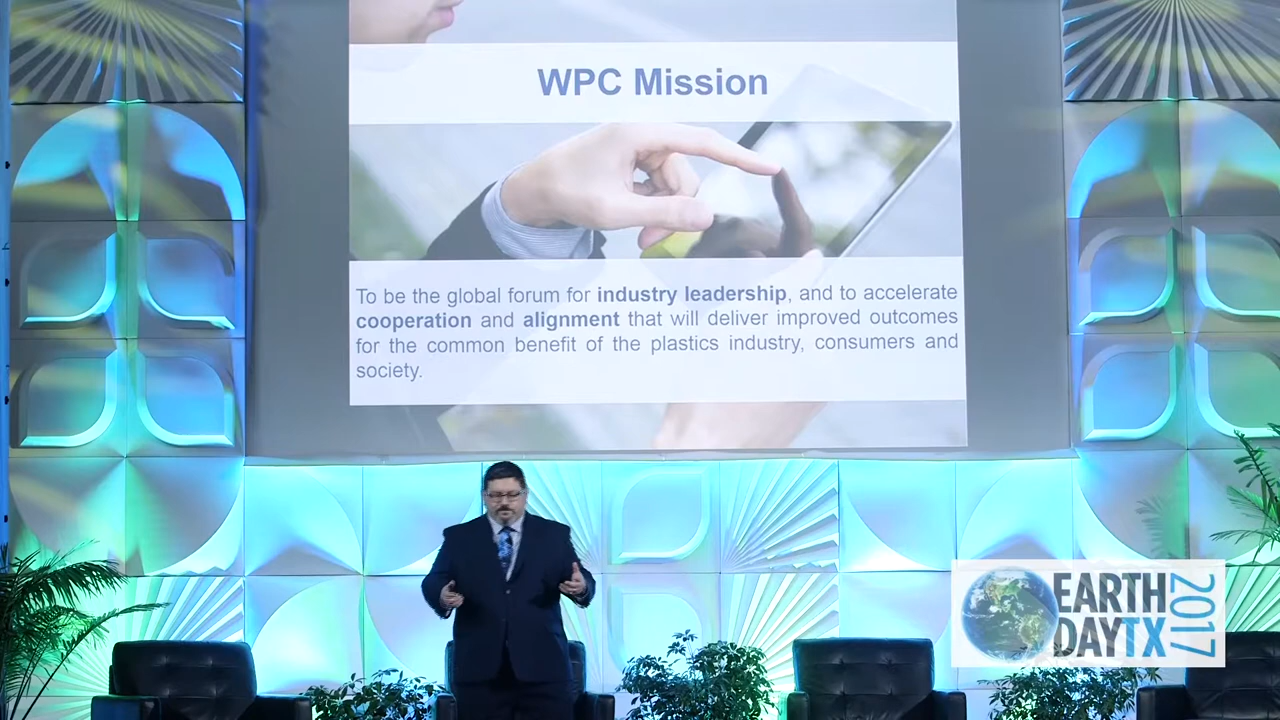 WPC Mission
To be the global forum for industry leadership, and to accelerate
cooperation and alignment that will deliver improved outcomes
for the common benefit of the plastics industry, consumers and
society.
EARTH
DAYTX
2017